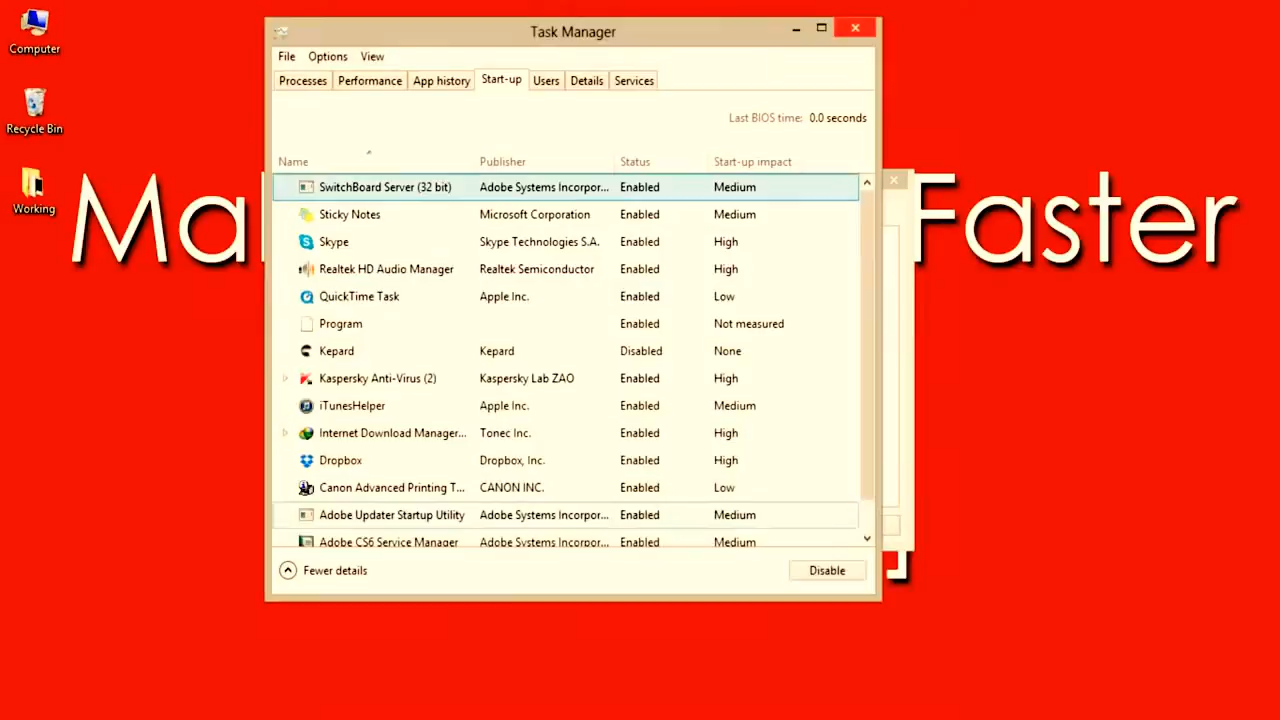 Computer
Recycle Bin
Working
Ma
Faster
Task Manager
File Options View
Processes Performance App history Start-up Users Details Services
Last BIOS time: 0.0 seconds
Name Publisher Status Start-up impact
SwitchBoard Server (32 bit) Adobe Systems Incorpor... Enabled Medium
Sticky Notes Microsoft Corporation Enabled Medium
Skype Skype Technologies S.A. Enabled High
Realtek HD Audio Manager Realtek Semiconductor Enabled High
QuickTime Task Apple Inc. Enabled Low
Program Enabled Not measured
Kepard Kepard Disabled None
Kaspersky Anti-Virus (2) Kaspersky Lab ZAO Enabled High
iTunesHelper Apple Inc. Enabled Medium
Internet Download Manager... Tonec Inc. Enabled High
Dropbox Dropbox, Inc. Enabled High
Canon Advanced Printing T... CANON INC. Enabled Low
Adobe Updater Startup Utility Adobe Systems Incorpor... Enabled Medium
Adobe CS6 Service Manager Adobe Systems Incorpor... Enabled Medium
Fewer details Disable